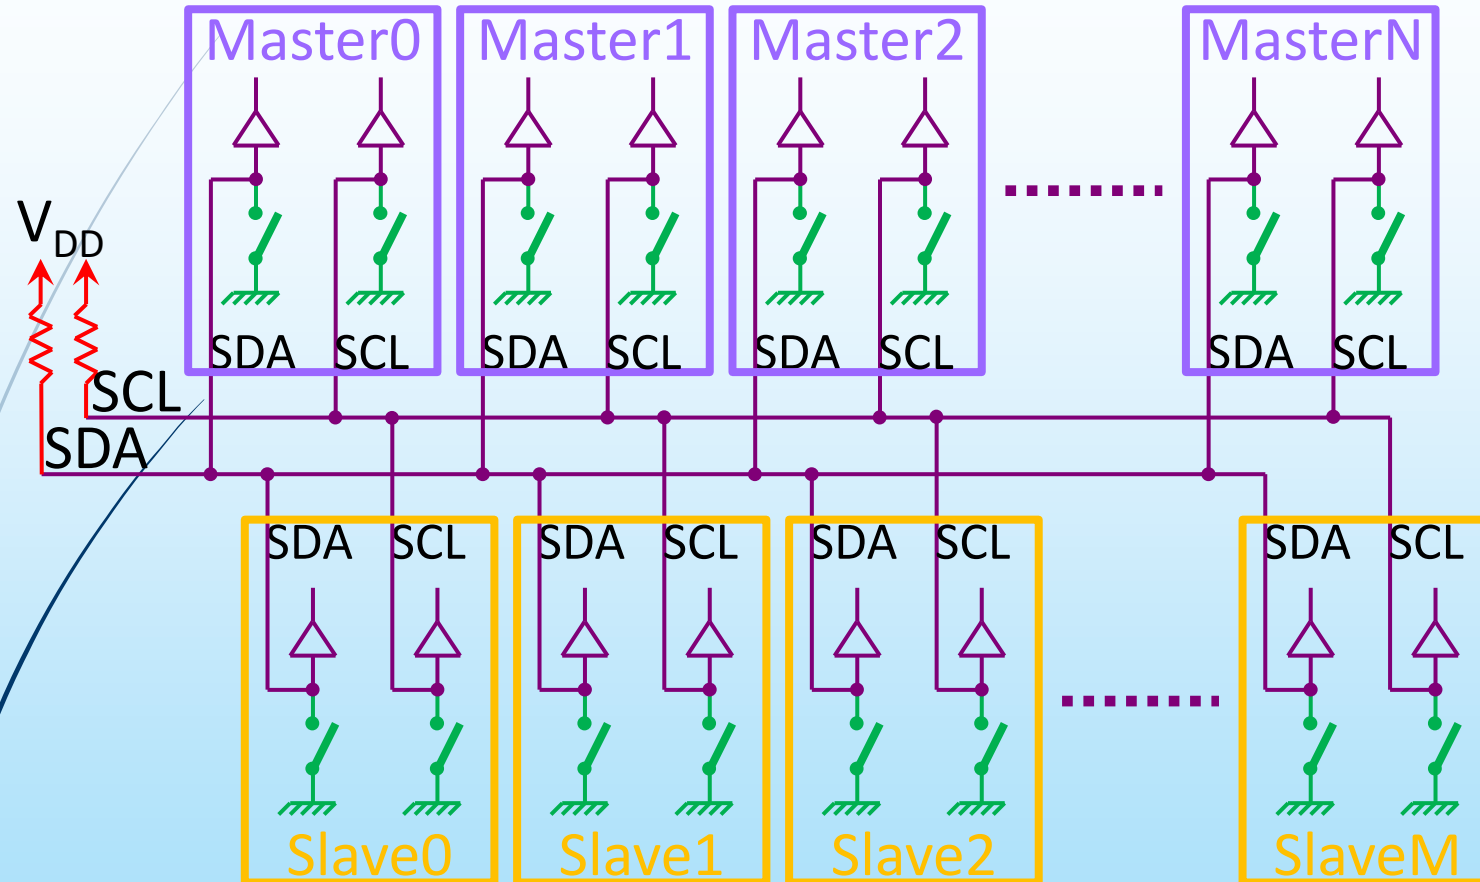 Master0 Master1 Master2 MasterN
VDD
SDA SCL SDA SCL SDA SCL SDA SCL
SCL
SDA
SDA SCL SDA SCL SDA SCL SDA SCL
Slave0 Slave1 Slave2 SlaveM